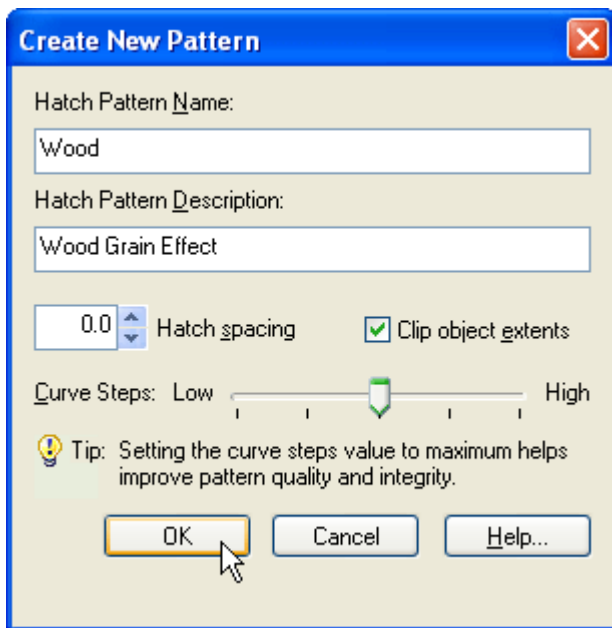 Create New Pattern
Hatch Pattern Name:
Wood
Hatch Pattern Description:
Wood Grain Effect
0.0 Hatch spacing Clip object extents
Curve Steps: Low High
Tip: Setting the curve steps value to maximum helps
improve pattern quality and integrity.
OK Cancel Help...